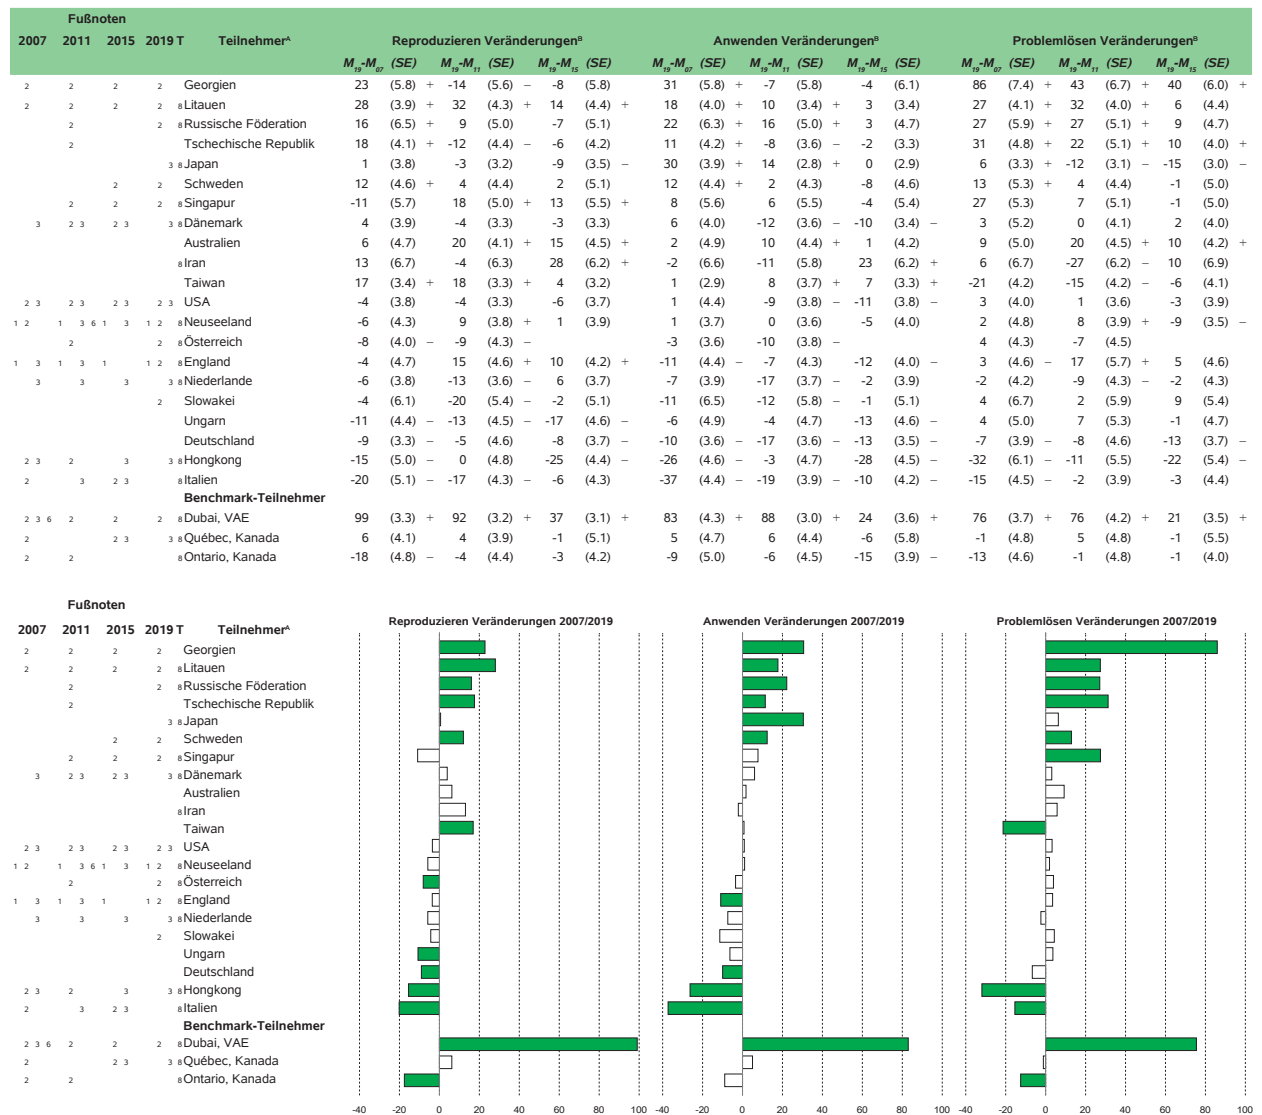 Fußnoten
2007 2011 2015 2019 T Teilnehmerᴬ Reproduzieren Veränderungenᴮ Anwenden Veränderungenᴮ Problemlösen Veränderungenᴮ
M19-M07 (SE) M19-M11 (SE) M19-M15 (SE) M19-M07 (SE) M19-M11 (SE) M19-M15 (SE) M19-M07 (SE) M19-M11 (SE) M19-M15 (SE)
2 2 2 2 Georgien 23 (5.8) + -14 (5.6) − -8 (5.8) 31 (5.8) + -7 (5.8) -4 (6.1) 86 (7.4) + 43 (6.7) + 40 (6.0) +
2 2 2 2 8 Litauen 28 (3.9) + 32 (4.3) + 14 (4.4) + 18 (4.0) + 10 (3.4) + 3 (3.4) 27 (4.1) + 32 (4.0) + 6 (4.4)
2 2 8 Russische Föderation 16 (6.5) + 9 (5.0) -7 (5.1) 22 (6.3) + 16 (5.0) + 3 (4.7) 27 (5.9) + 27 (5.1) + 9 (4.7)
2 Tschechische Republik 18 (4.1) + -12 (4.4) − -6 (4.2) 11 (4.2) + -8 (3.6) − -2 (3.3) 31 (4.8) + 22 (5.1) + 10 (4.0) +
3 8 Japan 1 (3.8) -3 (3.2) -9 (3.5) − 30 (3.9) + 14 (2.8) + 0 (2.9) 6 (3.3) + -12 (3.1) − -15 (3.0) −
2 2 Schweden 12 (4.6) + 4 (4.4) 2 (5.1) 12 (4.4) + 2 (4.3) -8 (4.6) 13 (5.3) + 4 (4.4) -1 (5.0)
2 2 2 8 Singapur -11 (5.7) 18 (5.0) + 13 (5.5) + 8 (5.6) 6 (5.5) -4 (5.4) 27 (5.3) 7 (5.1) -1 (5.0)
3 2 3 2 3 3 8 Dänemark 4 (3.9) -4 (3.3) -3 (3.3) 6 (4.0) -12 (3.6) − -10 (3.4) − 3 (5.2) 0 (4.1) 2 (4.0)
Australien 6 (4.7) 20 (4.1) + 15 (4.5) + 2 (4.9) 10 (4.4) + 1 (4.2) 9 (5.0) 20 (4.5) + 10 (4.2) +
8 Iran 13 (6.7) -4 (6.3) 28 (6.2) + -2 (6.6) -11 (5.8) 23 (6.2) + 6 (6.7) -27 (6.2) − 10 (6.9)
Taiwan 17 (3.4) + 18 (3.3) + 4 (3.2) 1 (2.9) 8 (3.7) + 7 (3.3) + -21 (4.2) -15 (4.2) − -6 (4.1)
2 3 2 3 2 3 2 3 USA -4 (3.8) -4 (3.3) -6 (3.7) 1 (4.4) -9 (3.8) − -11 (3.8) − 3 (4.0) 1 (3.6) -3 (3.9)
1 2 1 3 6 1 3 1 2 8 Neuseeland -6 (4.3) 9 (3.8) + 1 (3.9) 1 (3.7) 0 (3.6) -5 (4.0) 2 (4.8) 8 (3.9) + -9 (3.5) −
2 2 8 Österreich -8 (4.0) − -9 (4.3) − -3 (3.6) -10 (3.8) − 4 (4.3) -7 (4.5)
1 3 1 3 1 1 2 8 England -4 (4.7) 15 (4.6) + 10 (4.2) + -11 (4.4) − -7 (4.3) -12 (4.0) − 3 (4.6) − 17 (5.7) + 5 (4.6)
3 3 3 3 8 Niederlande -6 (3.8) -13 (3.6) − 6 (3.7) -7 (3.9) -17 (3.7) − -2 (3.9) -2 (4.2) -9 (4.3) − -2 (4.3)
2 Slowakei -4 (6.1) -20 (5.4) − -2 (5.1) -11 (6.5) -12 (5.8) − -1 (5.1) 4 (6.7) 2 (5.9) 9 (5.4)
Ungarn -11 (4.4) − -13 (4.5) − -17 (4.6) − -6 (4.9) -4 (4.7) -13 (4.6) − 4 (5.0) 7 (5.3) -1 (4.7)
Deutschland -9 (3.3) − -5 (4.6) -8 (3.7) − -10 (3.6) − -17 (3.6) − -13 (3.5) − -7 (3.9) − -8 (4.6) -13 (3.7) −
2 3 2 3 3 8 Hongkong -15 (5.0) − 0 (4.8) -25 (4.4) − -26 (4.6) − -3 (4.7) -28 (4.5) − -32 (6.1) − -11 (5.5) -22 (5.4) −
2 3 2 3 8 Italien -20 (5.1) − -17 (4.3) − -6 (4.3) -37 (4.4) − -19 (3.9) − -10 (4.2) − -15 (4.5) − -2 (3.9) -3 (4.4)
Benchmark-Teilnehmer
2 3 6 2 2 2 8 Dubai, VAE 99 (3.3) + 92 (3.2) + 37 (3.1) + 83 (4.3) + 88 (3.0) + 24 (3.6) + 76 (3.7) + 76 (4.2) + 21 (3.5) +
2 2 3 3 8 Québec, Kanada 6 (4.1) 4 (3.9) -1 (5.1) 5 (4.7) 6 (4.4) -6 (5.8) -1 (4.8) 5 (4.8) -1 (5.5)
2 2 8 Ontario, Kanada -18 (4.8) − -4 (4.4) -3 (4.2) -9 (5.0) -6 (4.5) -15 (3.9) − -13 (4.6) -1 (4.8) -1 (4.0)
Fußnoten
2007 2011 2015 2019 T Teilnehmerᴬ Reproduzieren Veränderungen 2007/2019 Anwenden Veränderungen 2007/2019 Problemlösen Veränderungen 2007/2019
2 2 2 2 Georgien
2 2 2 2 8 Litauen
2 2 8 Russische Föderation
2 Tschechische Republik
3 8 Japan
2 2 Schweden
2 2 2 8 Singapur
3 2 3 2 3 3 8 Dänemark
Australien
8 Iran
Taiwan
2 3 2 3 2 3 2 3 USA
1 2 1 3 6 1 3 1 2 8 Neuseeland
2 2 8 Österreich
1 3 1 3 1 1 2 8 England
3 3 3 3 8 Niederlande
2 Slowakei
Ungarn
Deutschland
2 3 2 3 3 8 Hongkong
2 3 2 3 8 Italien
Benchmark-Teilnehmer
2 3 6 2 2 2 8 Dubai, VAE
2 2 3 3 8 Québec, Kanada
2 2 8 Ontario, Kanada
-40 -20 0 20 40 60 80 100 -40 -20 0 20 40 60 80 100 -40 -20 0 20 40 60 80 100